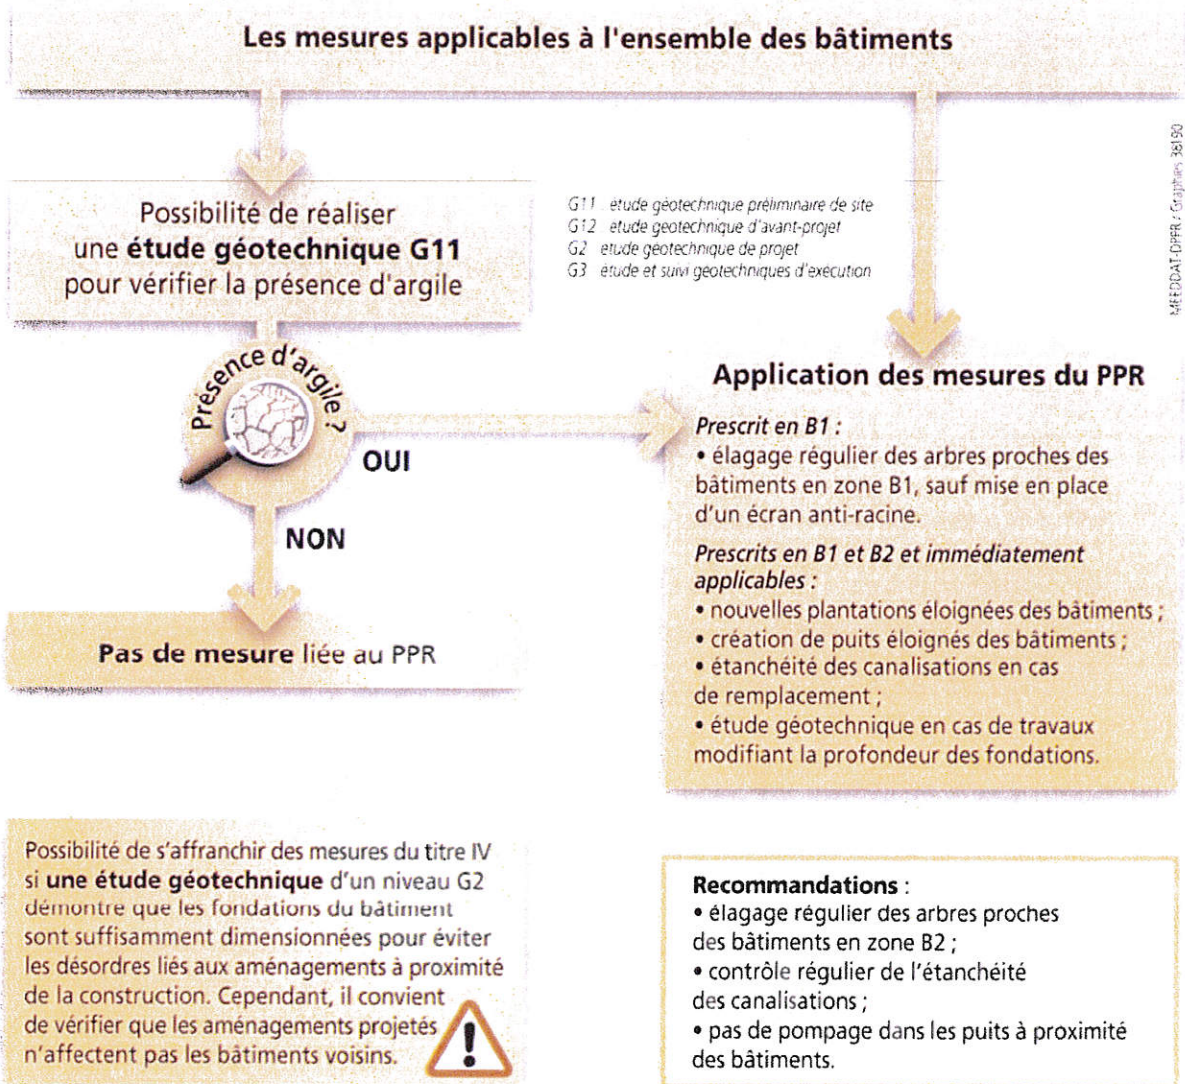 Les mesures applicables à l'ensemble des bâtiments
Possibilité de réaliser
une étude géotechnique G11
pour vérifier la présence d'argile
G11 étude géotechnique préliminaire de site
G12 etude geotechnique d'avant-projet
G2 etude géotechnique de projet
G3 étude et suivi geotechniques d'exécution
MEEDDAT-DPPR / Graphies 38190
Présence d'argile ?
OUI
NON
Pas de mesure liée au PPR
Application des mesures du PPR
Prescrit en B1 :
• élagage régulier des arbres proches des
bâtiments en zone B1, sauf mise en place
d'un écran anti-racine.
Prescrits en B1 et B2 et immédiatement
applicables :
• nouvelles plantations éloignées des bâtiments ;
• création de puits éloignés des bâtiments ;
• étanchéité des canalisations en cas
de remplacement ;
• étude géotechnique en cas de travaux
modifiant la profondeur des fondations.
Possibilité de s'affranchir des mesures du titre IV
si une étude géotechnique d'un niveau G2
démontre que les fondations du bâtiment
sont suffisamment dimensionnées pour éviter
les désordres liés aux aménagements à proximité
de la construction. Cependant, il convient
de vérifier que les aménagements projetés
n'affectent pas les bâtiments voisins.
!
Recommandations :
• élagage régulier des arbres proches
des bâtiments en zone B2 ;
• contrôle régulier de l'étanchéité
des canalisations ;
• pas de pompage dans les puits à proximité
des bâtiments.